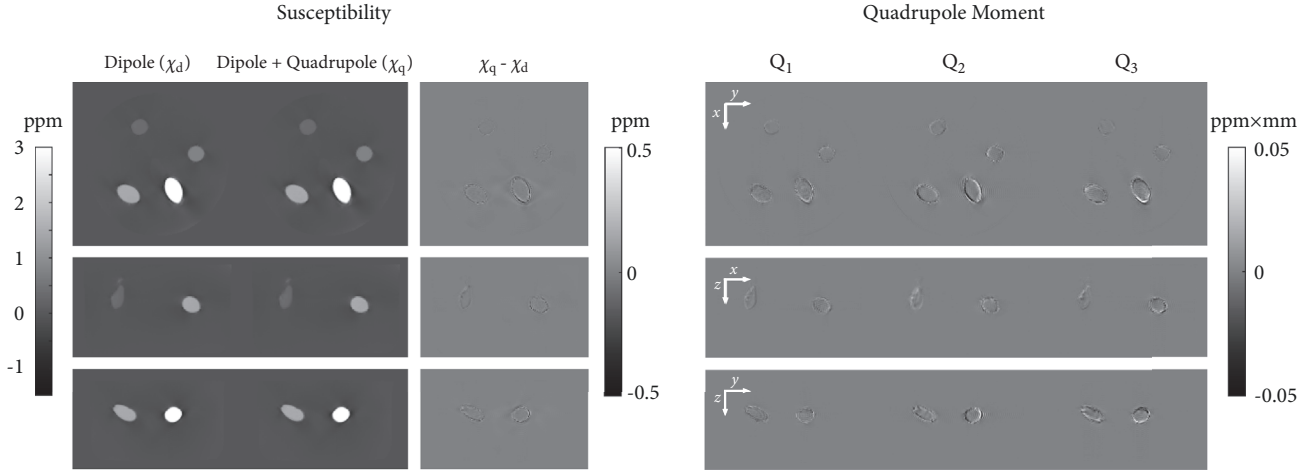 Susceptibility
Quadrupole Moment
Dipole (χd)
Dipole + Quadrupole (χq)
χq - χd
Q1
Q2
Q3
ppm
3
2
1
0
-1
ppm
0.5
0
-0.5
y
x
x
z
y
z
ppm×mm
0.05
0
-0.05